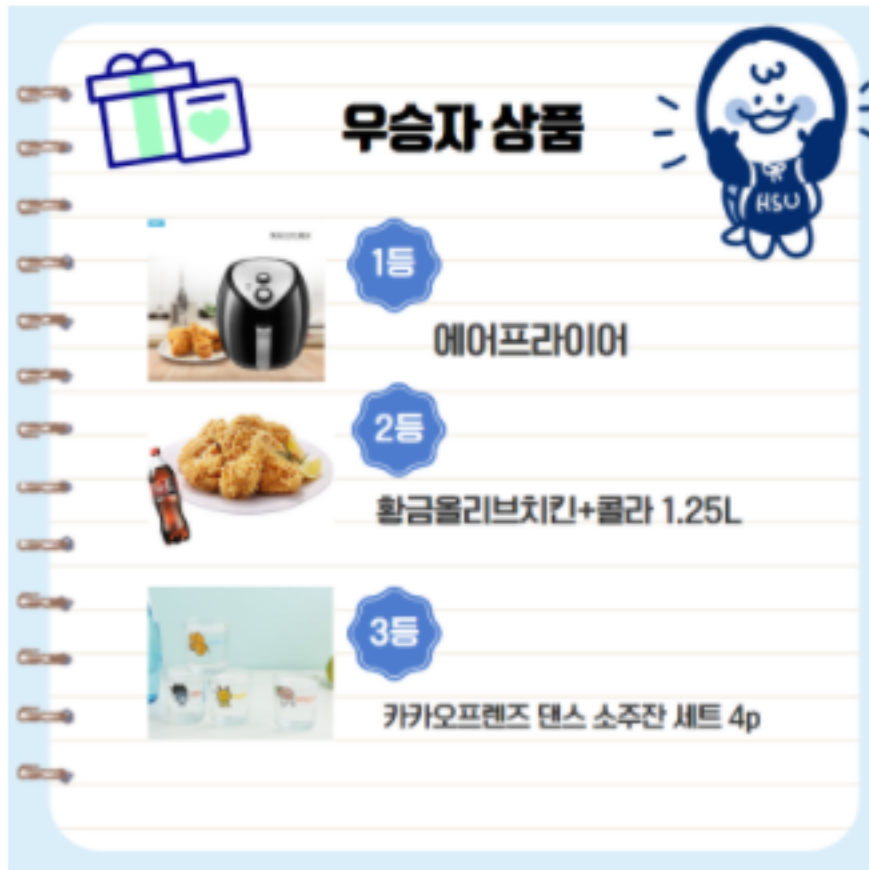 우승자 상품
HSU
1등
에어프라이어
2등
황금올리브치킨+콜라 1.25L
3등
카카오프렌즈 댄스 소주잔 세트 4p